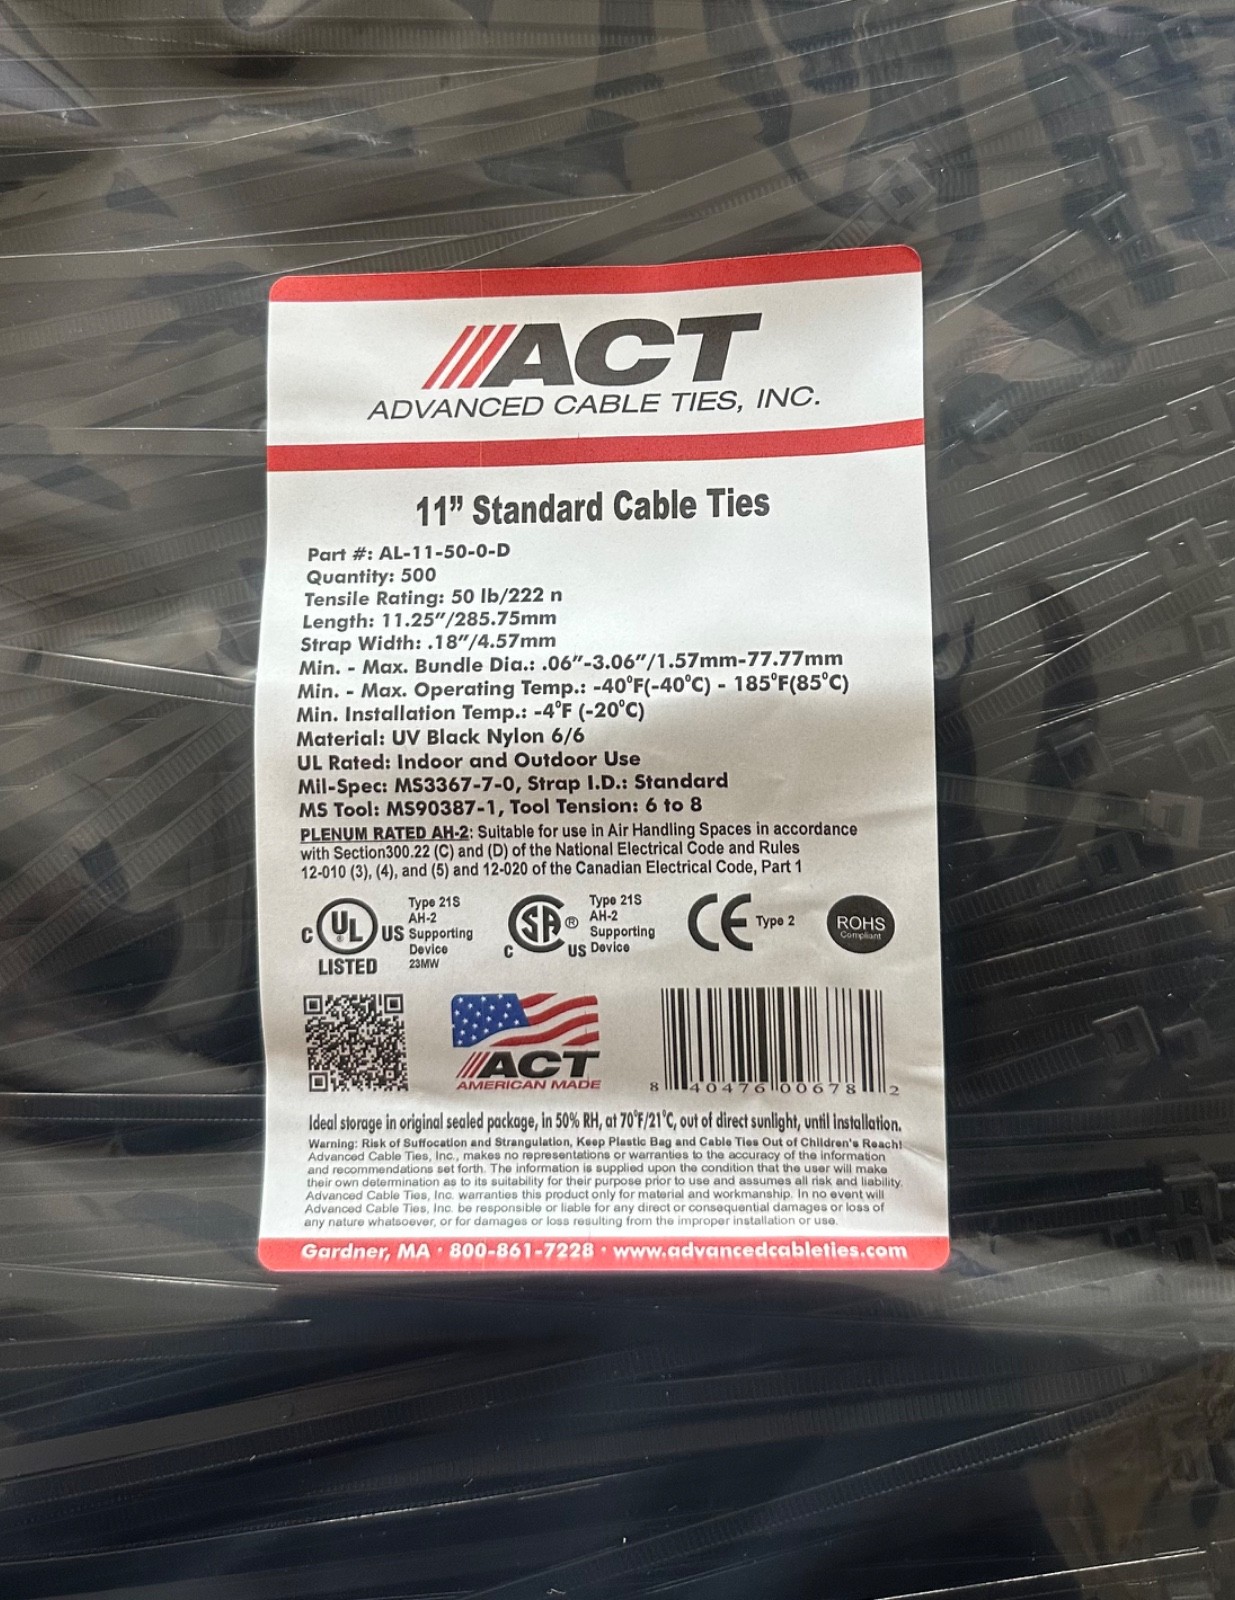 ACT
ADVANCED CABLE TIES, INC.
11” Standard Cable Ties
Part #: AL-11-50-0-D
Quantity: 500
Tensile Rating: 50 lb/222 n
Length: 11.25”/285.75mm
Strap Width: .18”/4.57mm
Min. - Max. Bundle Dia.: .06”-3.06”/1.57mm-77.77mm
Min. - Max. Operating Temp.: -40°F(-40°C) - 185°F(85°C)
Min. Installation Temp.: -4°F (-20°C)
Material: UV Black Nylon 6/6
UL Rated: Indoor and Outdoor Use
Mil-Spec: MS3367-7-0, Strap I.D.: Standard
MS Tool: MS90387-1, Tool Tension: 6 to 8
PLENUM RATED AH-2: Suitable for use in Air Handling Spaces in accordance
with Section300.22 (C) and (D) of the National Electrical Code and Rules
12-010 (3), (4), and (5) and 12-020 of the Canadian Electrical Code, Part 1
C UL ® US LISTED
Type 21S
AH-2
Supporting
Device
23MW
C SA ® US
Type 21S
AH-2
Supporting
Device
CE Type 2
ROHS
Compliant
ACT
AMERICAN MADE
8 40476 00678 2
Ideal storage in original sealed package, in 50% RH, at 70°F/21°C, out of direct sunlight, until installation.
Warning: Risk of Suffocation and Strangulation, Keep Plastic Bag and Cable Ties Out of Children's Reach!
Advanced Cable Ties, Inc., makes no representations or warranties to the accuracy of the information
and recommendations set forth. The information is supplied upon the condition that the user will make
their own determination as to its suitability for their purpose prior to use and assumes all risk and liability.
Advanced Cable Ties, Inc. warranties this product only for material and workmanship. In no event will
Advanced Cable Ties, Inc. be responsible or liable for any direct or consequential damages or loss of
any nature whatsoever, or for damages or loss resulting from the improper installation or use.
Gardner, MA · 800-861-7228 · www.advancedcableties.com